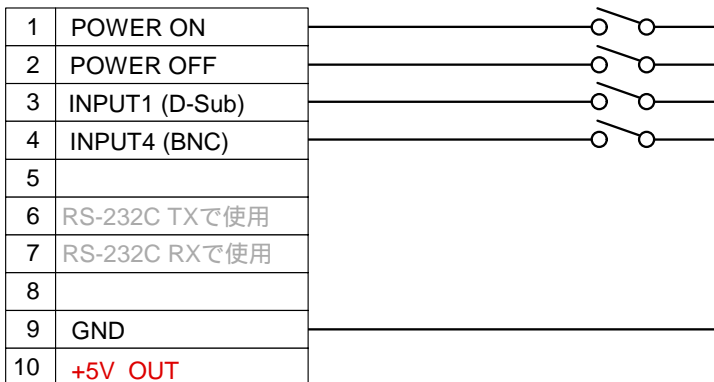 1 POWER ON
2 POWER OFF
3 INPUT1 (D-Sub)
4 INPUT4 (BNC)
5
6 RS-232C TXで使用
7 RS-232C RXで使用
8
9 GND
10 +5V OUT